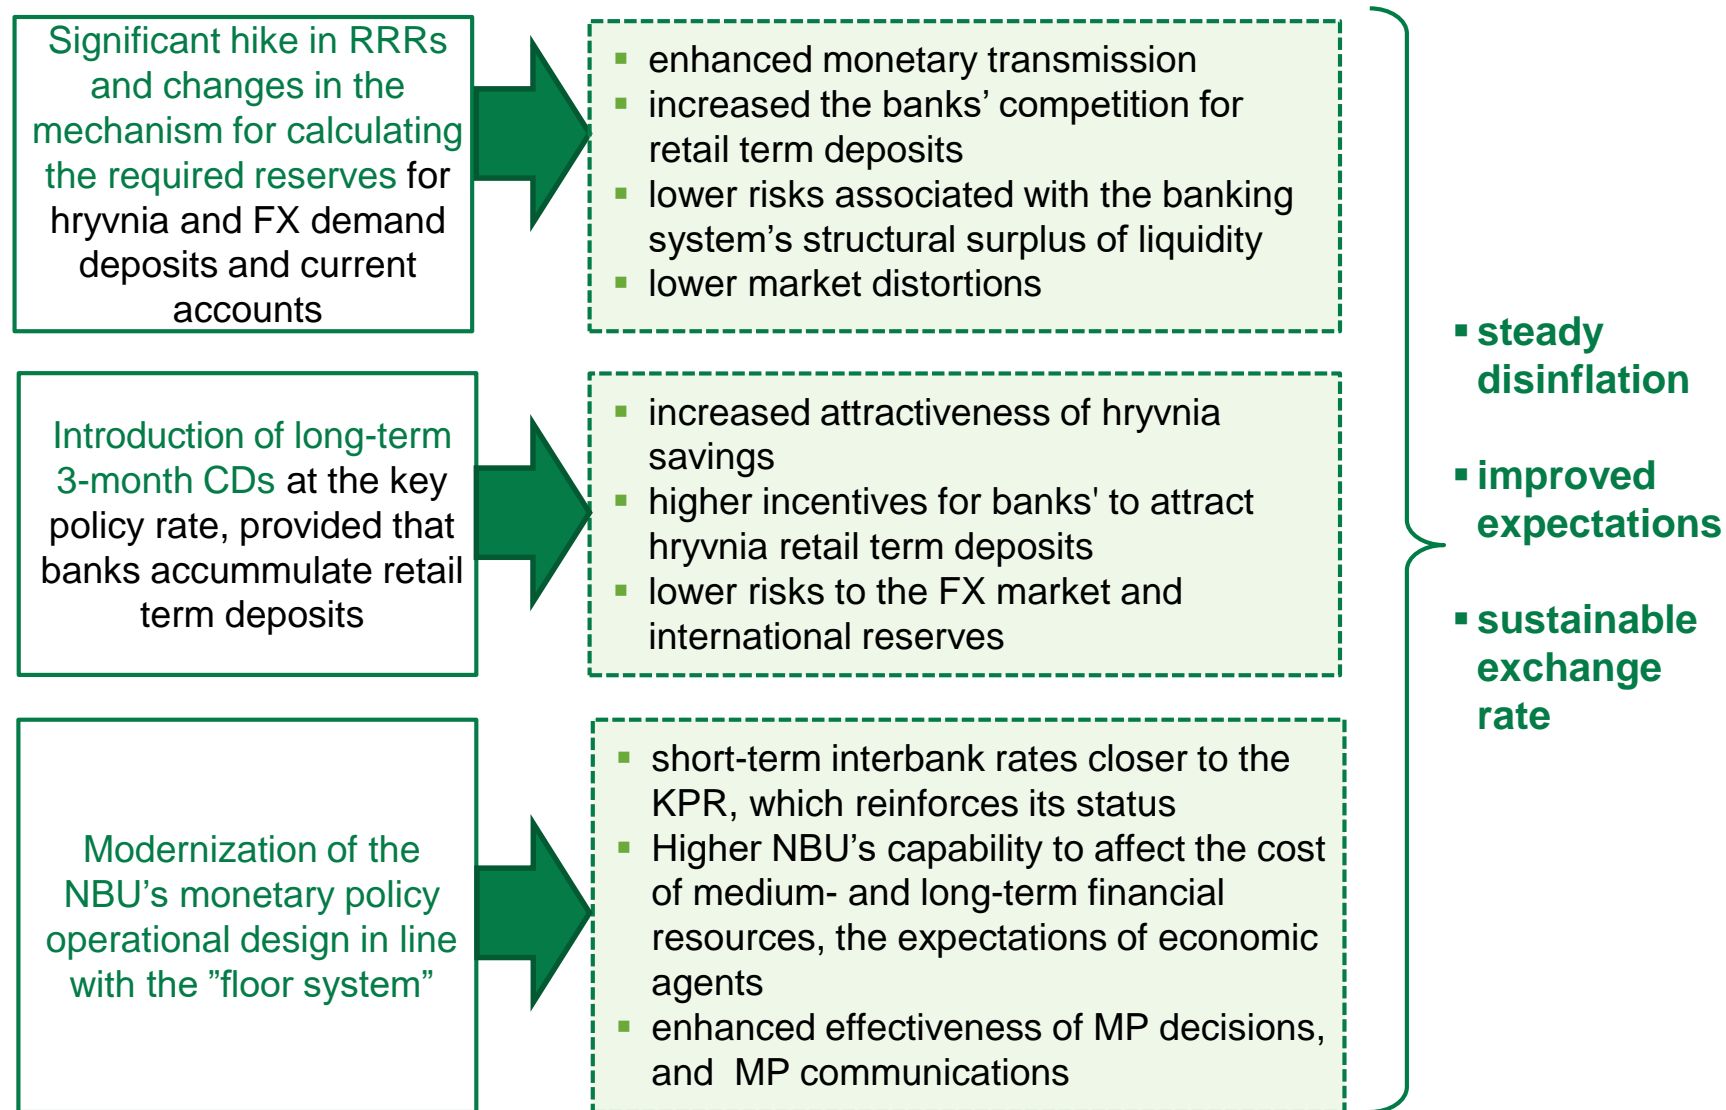 Significant hike in RRRs
and changes in the
mechanism for calculating
the required reserves for
hryvnia and FX demand
deposits and current
accounts
▪ enhanced monetary transmission
▪ increased the banks’ competition for
retail term deposits
▪ lower risks associated with the banking
system’s structural surplus of liquidity
▪ lower market distortions
Introduction of long-term
3-month CDs at the key
policy rate, provided that
banks accummulate retail
term deposits
▪ increased attractiveness of hryvnia
savings
▪ higher incentives for banks' to attract
hryvnia retail term deposits
▪ lower risks to the FX market and
international reserves
Modernization of the
NBU’s monetary policy
operational design in line
with the ”floor system”
▪ short-term interbank rates closer to the
KPR, which reinforces its status
▪ Higher NBU’s capability to affect the cost
of medium- and long-term financial
resources, the expectations of economic
agents
▪ enhanced effectiveness of MP decisions,
and MP communications
▪ steady
disinflation
▪ improved
expectations
▪ sustainable
exchange
rate